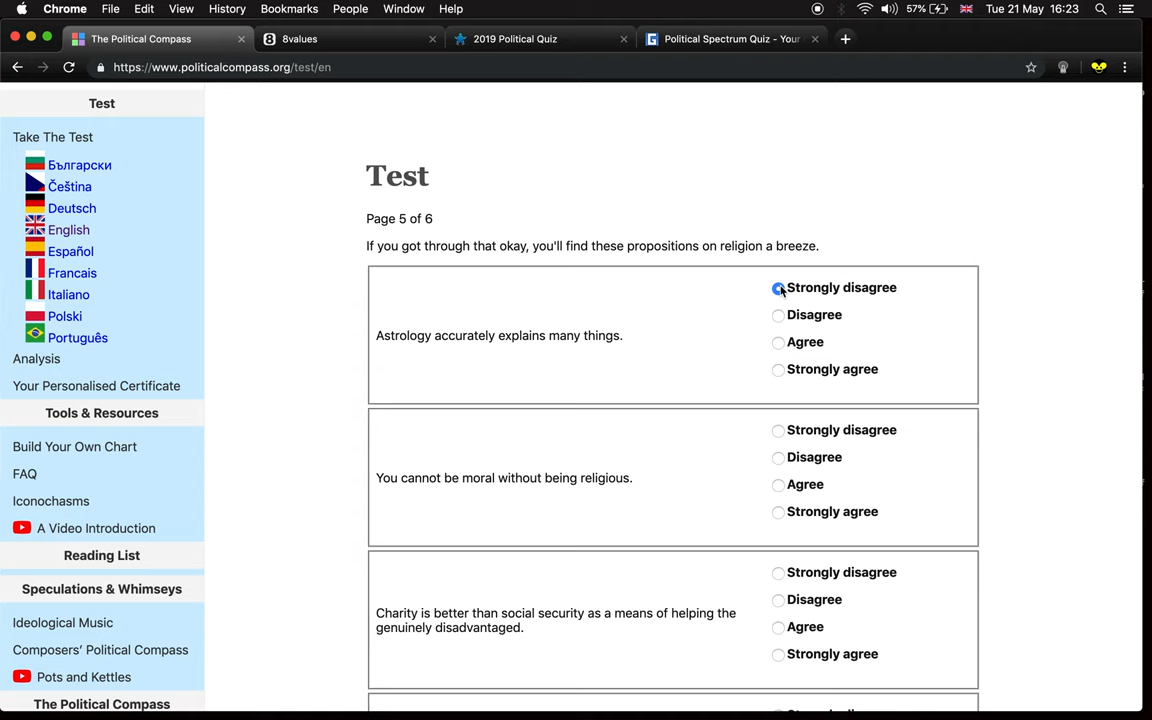 Chrome File Edit View History Bookmarks People Window Help 57% Tue 21 May 16:23
The Political Compass 8values 2019 Political Quiz Political Spectrum Quiz - Your
https://www.politicalcompass.org/test/en
Test
Take The Test
Български
Čeština
Deutsch
English
Español
Francais
Italiano
Polski
Português
Analysis
Your Personalised Certificate
Tools & Resources
Build Your Own Chart
FAQ
Iconochasms
A Video Introduction
Reading List
Speculations & Whimseys
Ideological Music
Composers’ Political Compass
Pots and Kettles
The Political Compass
Test
Page 5 of 6
If you got through that okay, you'll find these propositions on religion a breeze.
Astrology accurately explains many things.
Strongly disagree
Disagree
Agree
Strongly agree
You cannot be moral without being religious.
Strongly disagree
Disagree
Agree
Strongly agree
Charity is better than social security as a means of helping the
genuinely disadvantaged.
Strongly disagree
Disagree
Agree
Strongly agree